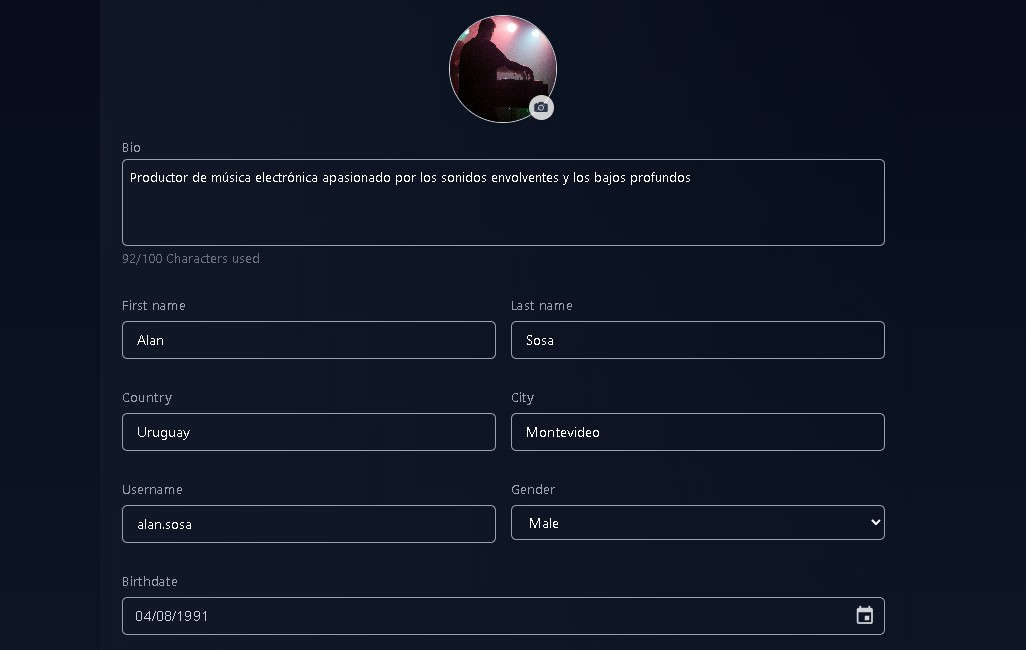 Bio
Productor de música electrónica apasionado por los sonidos envolventes y los bajos profundos
92/100 Characters used
First name
Last name
Alan
Sosa
Country
City
Uruguay
Montevideo
Username
Gender
alan.sosa
Male
Birthdate
04/08/1991